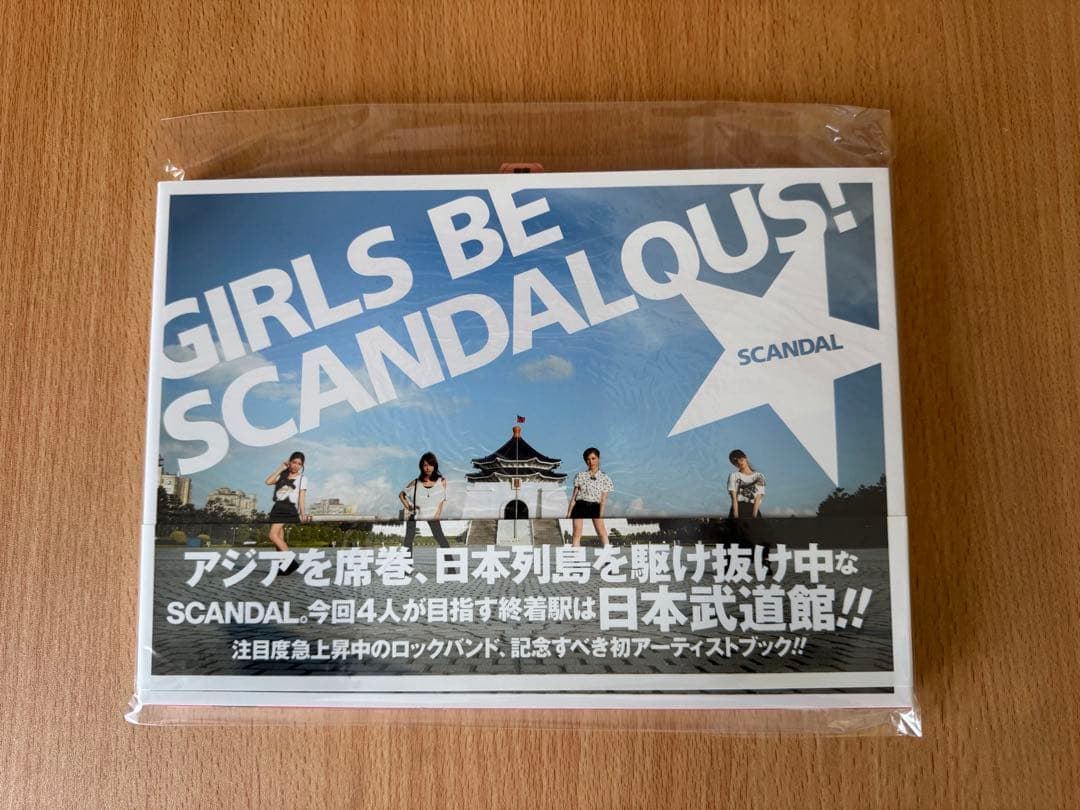 GIRLS BE
SCANDALOUS!
SCANDAL
アジアを席巻、日本列島を駆け抜け中な
SCANDAL。今回4人が目指す終着駅は日本武道館!!
注目度急上昇中のロックバンド、記念すべき初アーティストブック!!